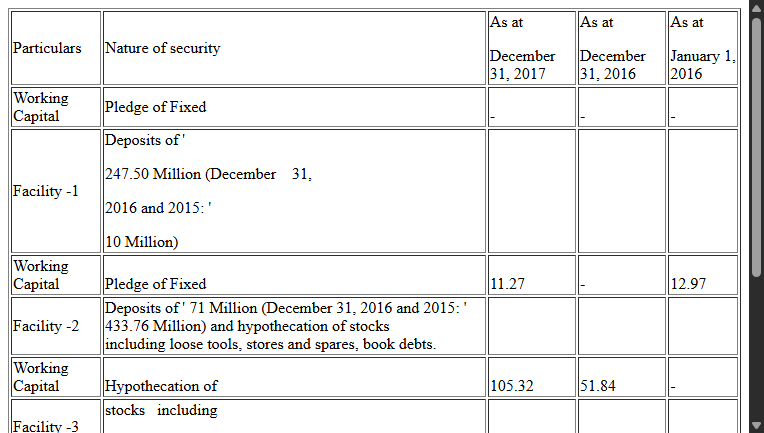 Particulars
Nature of security
As at
December
31, 2017
As at
December
31, 2016
As at
January 1,
2016
Working
Capital
Pledge of Fixed
-
-
-
Facility -1
Deposits of '
247.50 Million (December 31,
2016 and 2015: '
10 Million)
Working
Capital
Pledge of Fixed
11.27
-
12.97
Facility -2
Deposits of ' 71 Million (December 31, 2016 and 2015: '
433.76 Million) and hypothecation of stocks
including loose tools, stores and spares, book debts.
Working
Capital
Hypothecation of
105.32
51.84
-
Facility -3
stocks including